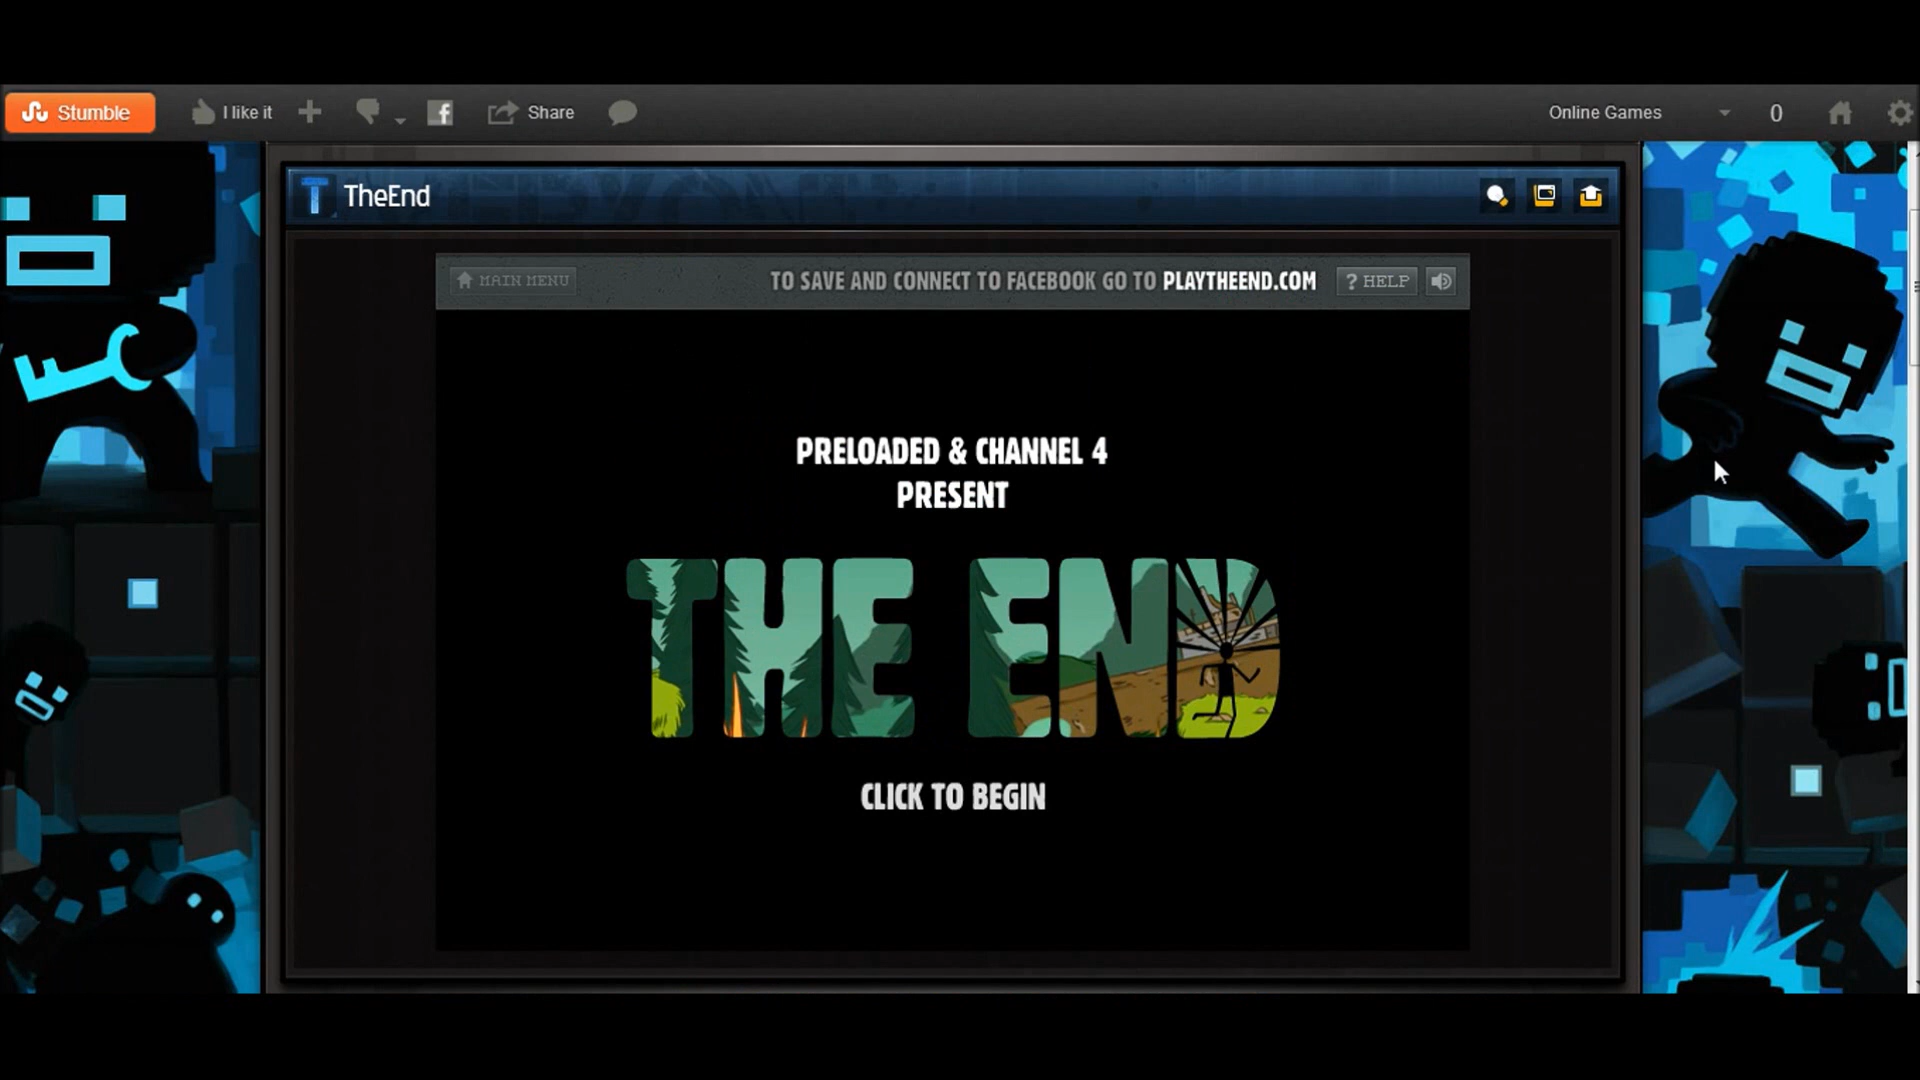 Stumble
I like it
Share
Online Games
0
TheEnd
MAIN MENU
TO SAVE AND CONNECT TO FACEBOOK GO TO PLAYTHEEND.COM
? HELP
PRELOADED & CHANNEL 4
PRESENT
THE END
CLICK TO BEGIN